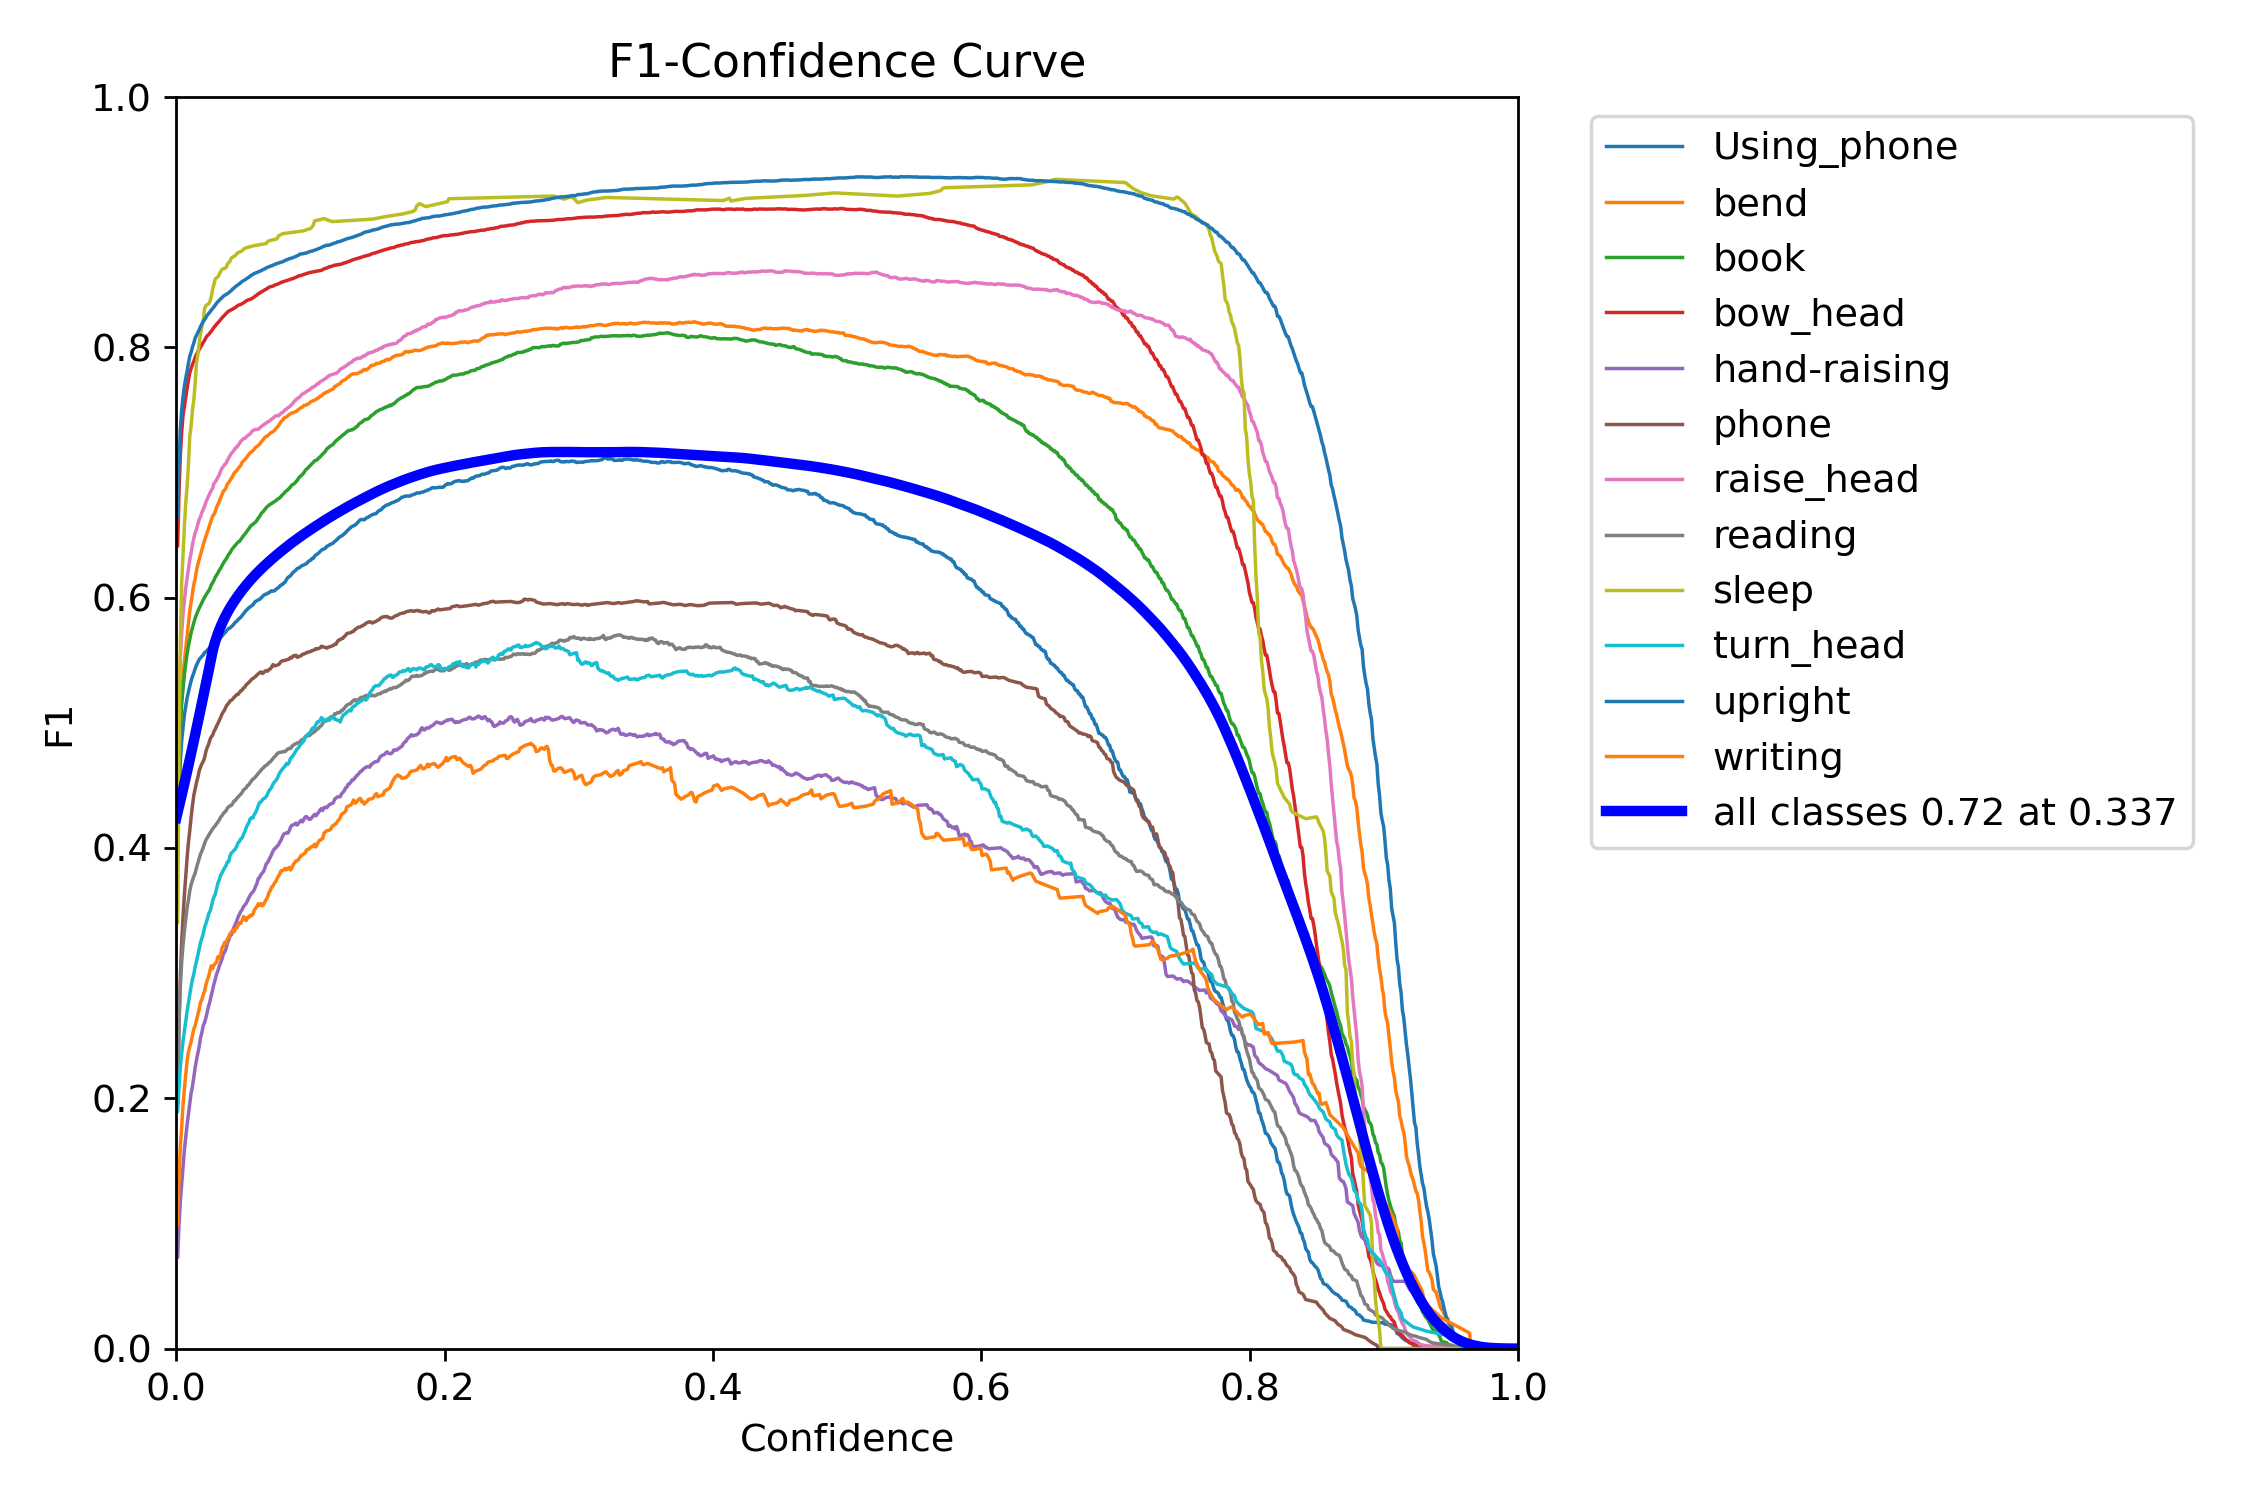 F1-Confidence Curve
1.0
0.8
0.6
0.4
0.2
0.0
F1
0.0 0.2 0.4 0.6 0.8 1.0
Confidence
Using_phone
bend
book
bow_head
hand-raising
phone
raise_head
reading
sleep
turn_head
upright
writing
all classes 0.72 at 0.337